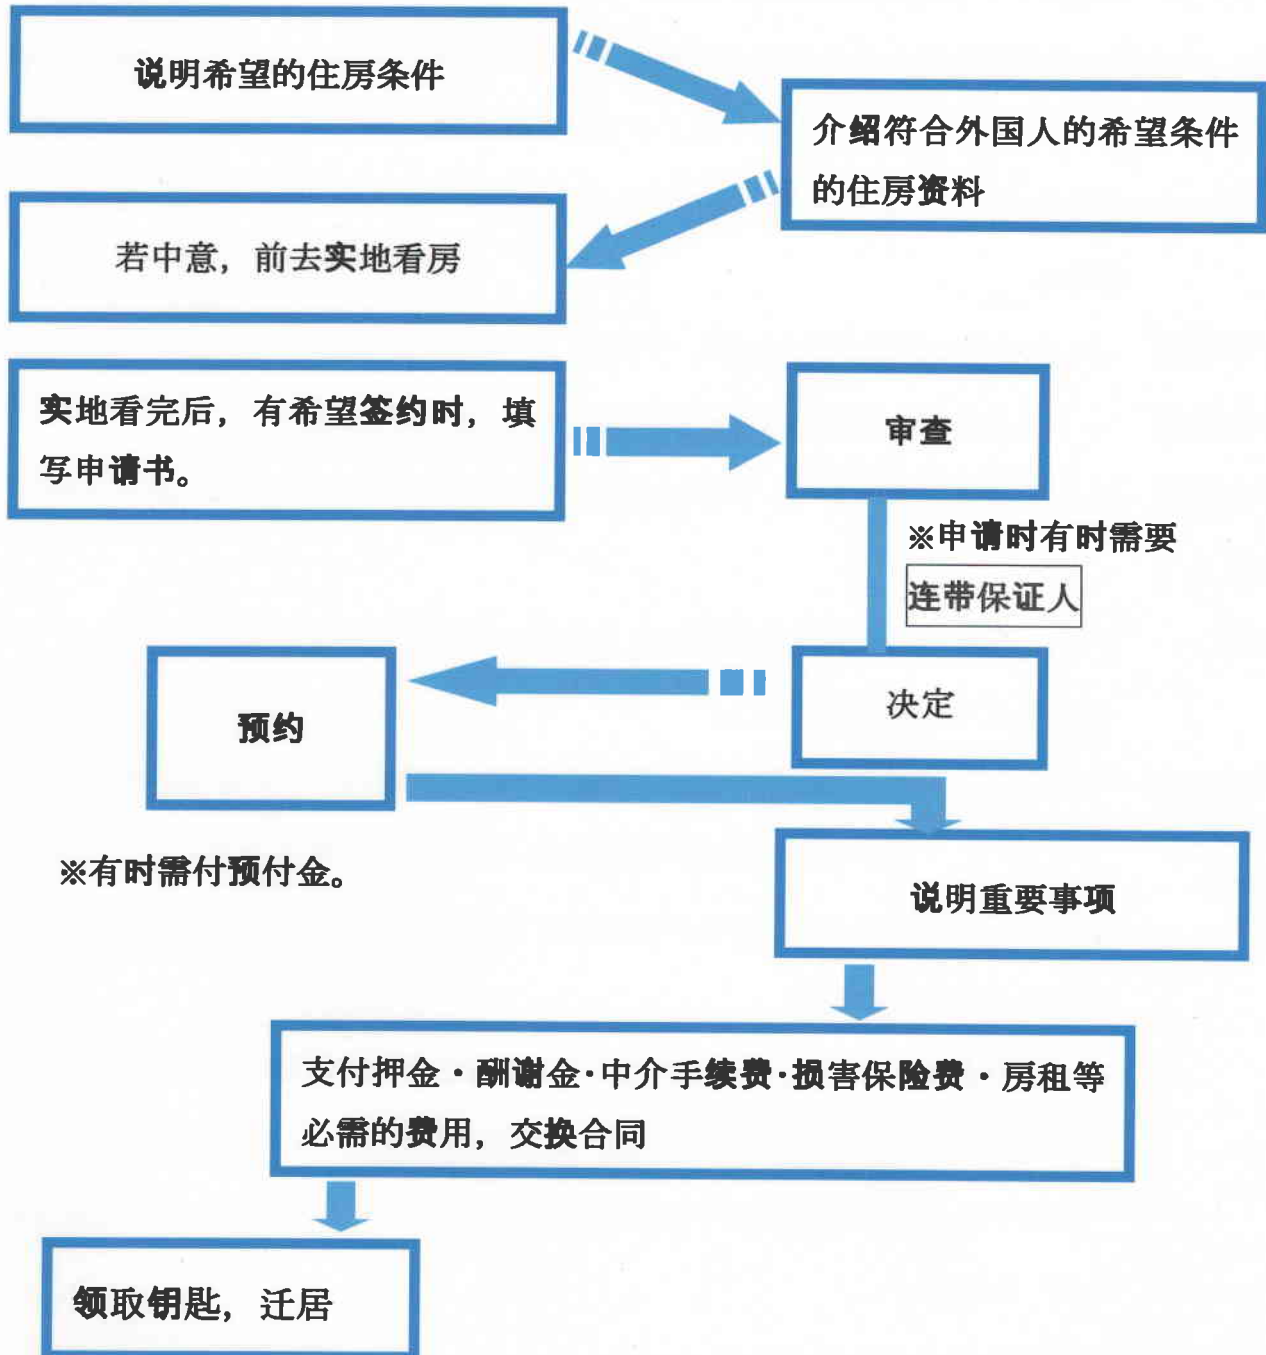 说明希望的住房条件
介绍符合外国人的希望条件
的住房资料
若中意，前去实地看房
实地看完后，有希望签约时，填
写申请书。
审查
※申请时有时需要
连带保证人
决定
预约
※有时需付预付金。
说明重要事项
支付押金・酬谢金・中介手续费・损害保险费・房租等
必需的费用，交换合同
领取钥匙，迁居